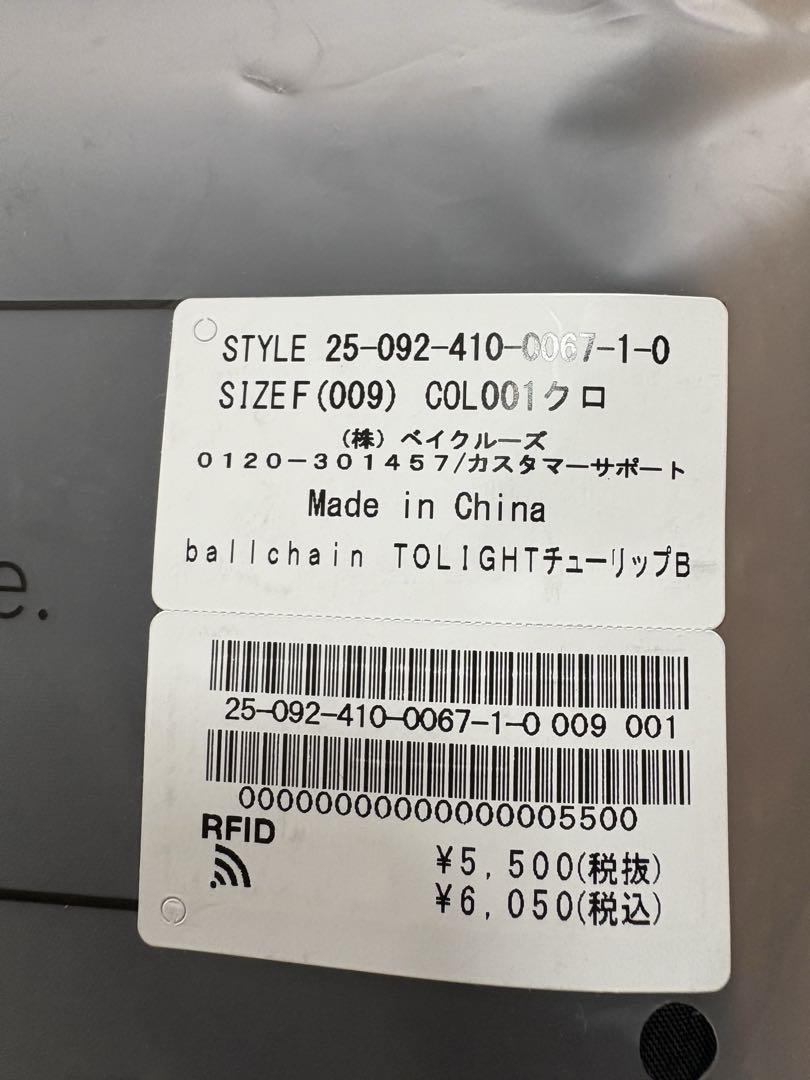 STYLE 25-092-410-0067-1-0
SIZEF(009) COL001クロ
(株) ベイクルーズ
0120-301457/カスタマーサポート
Made in China
ballchain TOLIGHTチューリップB
e.
25-092-410-0067-1-0 009 001
00000000000000005500
RFID
¥5,500(税抜)
¥6,050(税込)